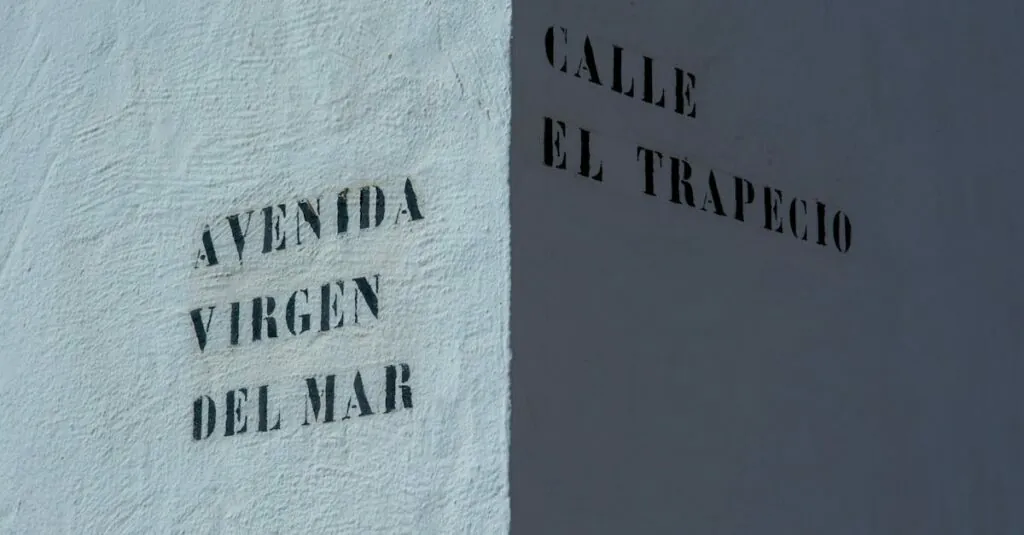 AVENIDA
VIRGEN
DEL MAR
CALLE
EL TRAPECIO